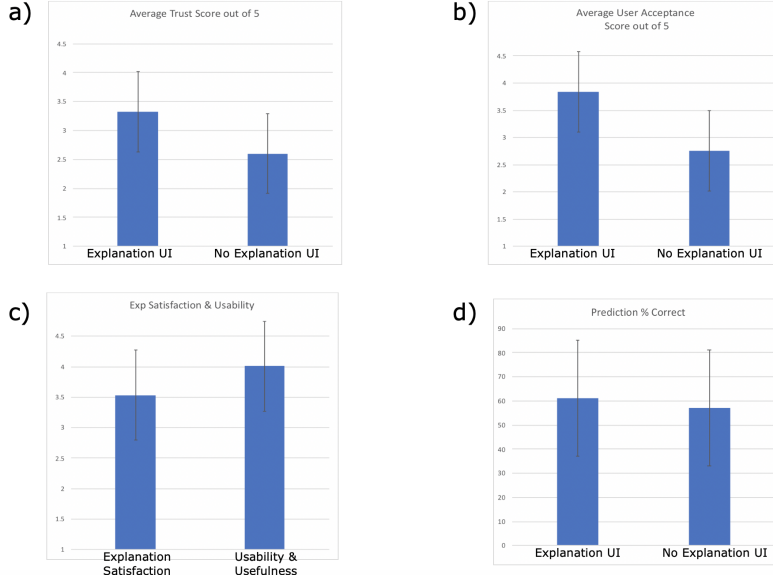 a)
Average Trust Score out of 5
4.5
4
3.5
3
2.5
2
1.5
1
Explanation UI No Explanation UI
b)
Average User Acceptance
Score out of 5
4.5
4
3.5
3
2.5
2
1.5
1
Explanation UI No Explanation UI
c)
Exp Satisfaction & Usability
4.5
4
3.5
3
2.5
2
1.5
1
Explanation Usability &
Satisfaction Usefulness
d)
Prediction % Correct
90
80
70
60
50
40
30
20
10
0
Explanation UI No Explanation UI